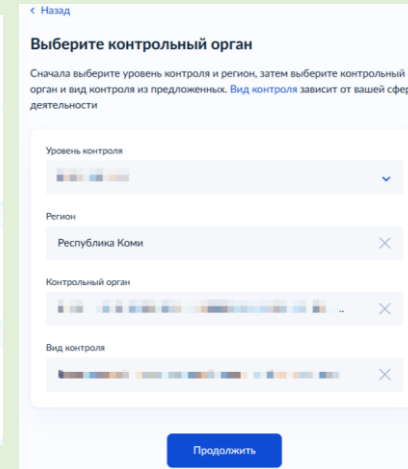 ‹ Назад
Выберите контрольный орган
Сначала выберите уровень контроля и регион, затем выберите контрольный
орган и вид контроля из предложенных. Вид контроля зависит от вашей сфер
деятельности
Уровень контроля
Регион
Республика Коми
Контрольный орган
..
Вид контроля
Продолжить